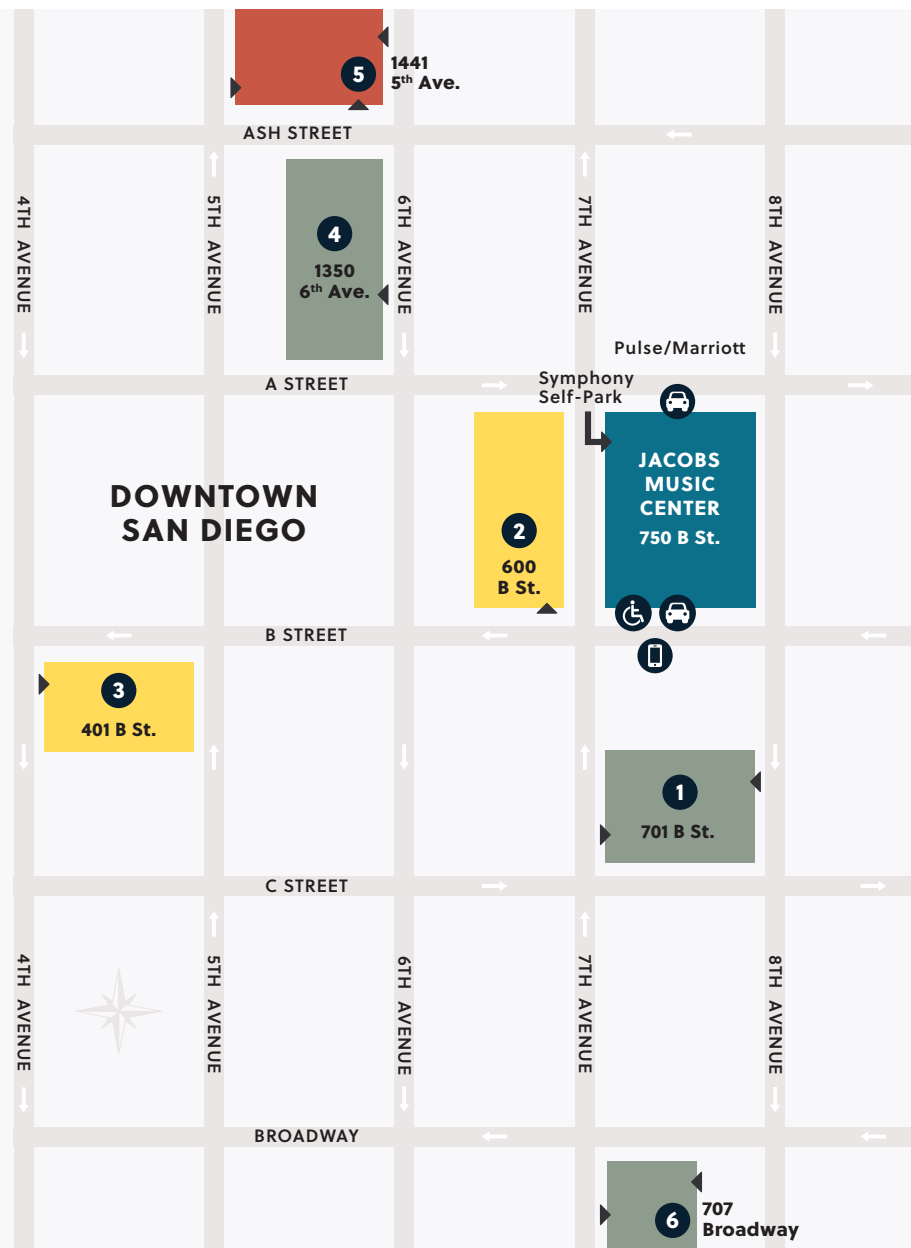 5
1441
5th Ave.
ASH STREET
4TH AVENUE
5TH AVENUE
6TH AVENUE
7TH AVENUE
8TH AVENUE
4
1350
6th Ave.
Pulse/Marriott
A STREET
Symphony
Self-Park
JACOBS
MUSIC
CENTER
750 B St.
DOWNTOWN
SAN DIEGO
2
600
B St.
B STREET
3
401 B St.
1
701 B St.
C STREET
4TH AVENUE
5TH AVENUE
6TH AVENUE
7TH AVENUE
8TH AVENUE
BROADWAY
6
707
Broadway